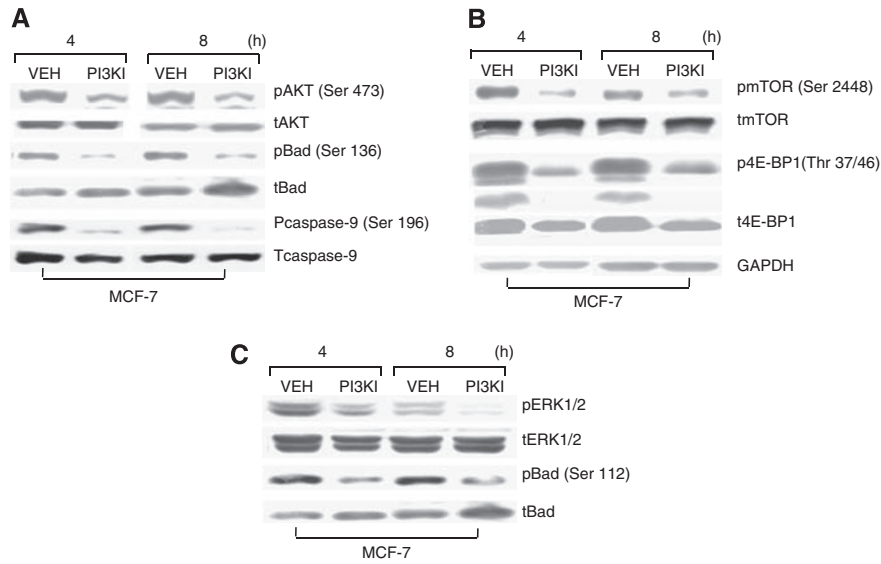 A
4 8 (h)
VEH PI3KI VEH PI3KI
pAKT (Ser 473)
tAKT
pBad (Ser 136)
tBad
Pcaspase-9 (Ser 196)
Tcaspase-9
MCF-7
B
4 8 (h)
VEH PI3KI VEH PI3KI
pmTOR (Ser 2448)
tmTOR
p4E-BP1(Thr 37/46)
t4E-BP1
GAPDH
MCF-7
C
4 8 (h)
VEH PI3KI VEH PI3KI
pERK1/2
tERK1/2
pBad (Ser 112)
tBad
MCF-7